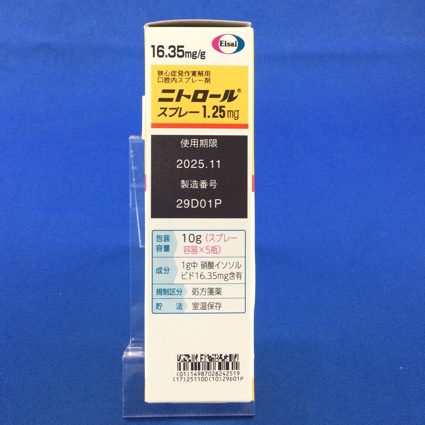 16.35mg/g
Eisai
狭心症発作寛解用
口腔内スプレー剤
ニトロール®
スプレー1.25mg
使用期限
2025.11
製造番号
29D01P
包装容量 10g(スプレー容器×5瓶)
成分 1g中 硝酸イソソルビド16.35mg含有
規制区分 処方箋薬
貯法 室温保存
(01)14987028242519
(17)251100(10)29D01P